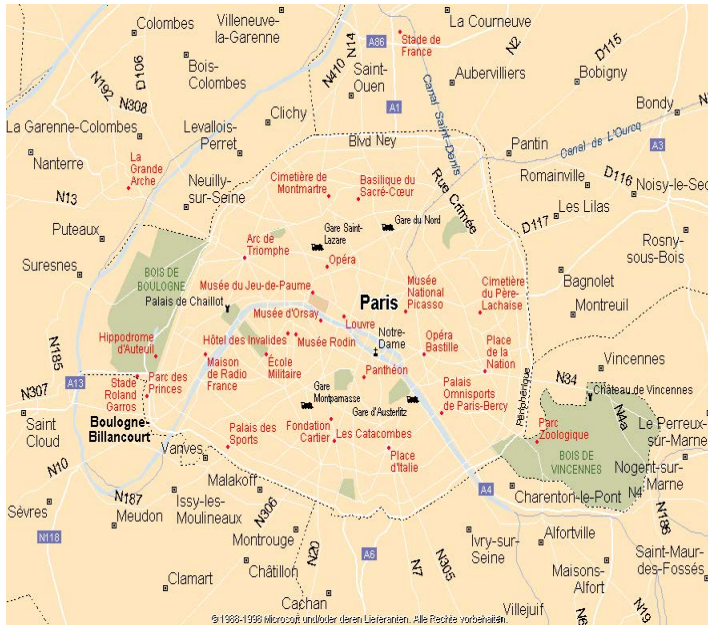 Colombes
Villeneuve-
la-Garenne
N14
A86
Stade de
France
La Courneuve
N2
D115
N192
D106
Bois-
Colombes
N410
Saint-
Ouen
Canal Saint-Denis
Aubervilliers
Bobigny
N308
Clichy
A1
Bondy
La Garenne-Colombes
Levallois-
Perret
Blvd Ney
Pantin
Canal de L'Ourcq
A3
Nanterre
La
Grande
Arche
Neuilly-
sur-Seine
Cimetière de
Montmartre
Basilique du
Sacré-Cœur
Rue Crimée
Romainville
D116
Noisy-le-Sec
N13
Les Lilas
D117
Puteaux
Arc de
Triomphe
Gare Saint-
Lazare
Gare du Nord
Rosny-
sous-Bois
Suresnes
BOIS DE
BOULOGNE
Opéra
Bagnolet
Musée du Jeu-de-Paume
Musée
National
Picasso
Cimetière
du Père-
Lachaise
Palais de Chaillot
Paris
Montreuil
Musée d'Orsay
Louvre
Notre-
Dame
N185
Hippodrome
d'Auteuil
Hôtel des Invalides
Musée Rodin
Opéra
Bastille
Place
de la
Nation
Maison
de Radio
France
École
Militaire
Panthéon
Vincennes
A13
N307
Stade
Roland
Garros
Parc des
Princes
Gare
Montparnasse
Gare d'Austerlitz
Palais
Omnisports
de Paris-Bercy
Périphérique
N34
Château de Vincennes
N4a
Saint
Cloud
Boulogne-
Billancourt
Palais des
Sports
Fondation
Cartier
Les Catacombes
Place
d'Italie
Parc
Zoologique
BOIS DE
VINCENNES
Le Perreux-
sur-Marne
N10
Vanves
Nogent-sur-
Marne
Malakoff
A4
Charenton-le-Pont
N4
Sèvres
N187
Meudon
Issy-les-
Moulineaux
N306
N186
N118
Montrouge
N20
A6
N7
N305
Ivry-sur-
Seine
Alfortville
Saint-Maur-
des-Fossés
Clamart
Châtillon
Maisons-
Alfort
Cachan
Villejuif
N6
N19
©1988-1998 Microsoft und/oder deren Lieferanten. Alle Rechte vorbehalten.